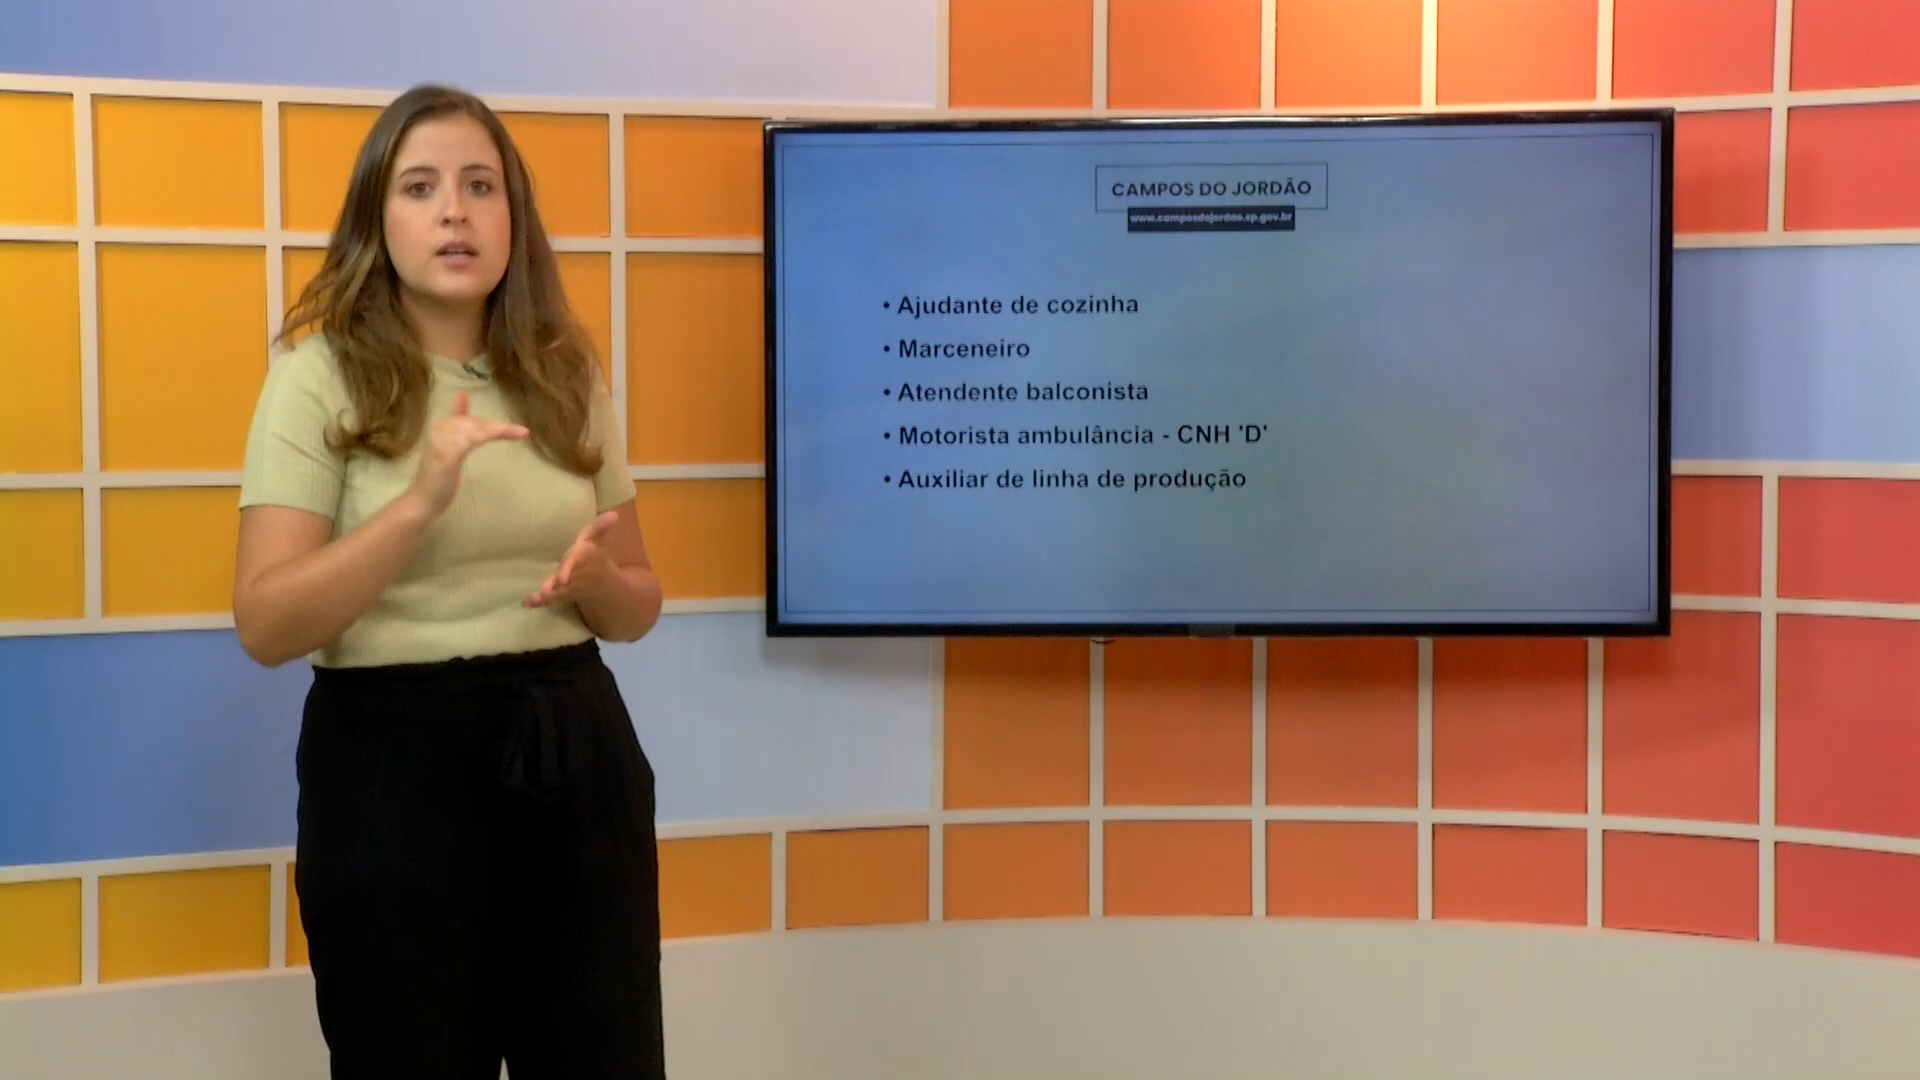 CAMPOS DO JORDÃO
www.camposdojordao.sp.gov.br
• Ajudante de cozinha
• Marceneiro
• Atendente balconista
• Motorista ambulância - CNH 'D'
• Auxiliar de linha de produção